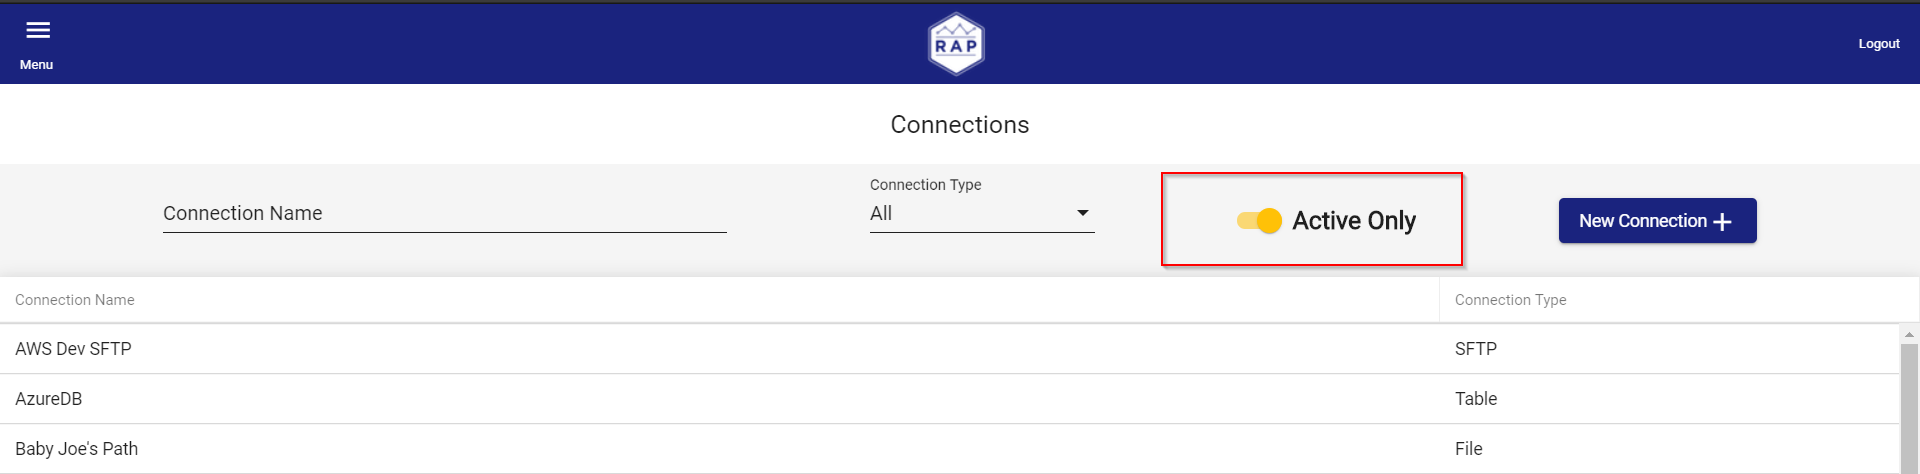 Menu
RAP
Logout
Connections
Connection Name
Connection Type
All
Active Only
New Connection
Connection Name Connection Type
AWS Dev SFTP SFTP
AzureDB Table
Baby Joe's Path File